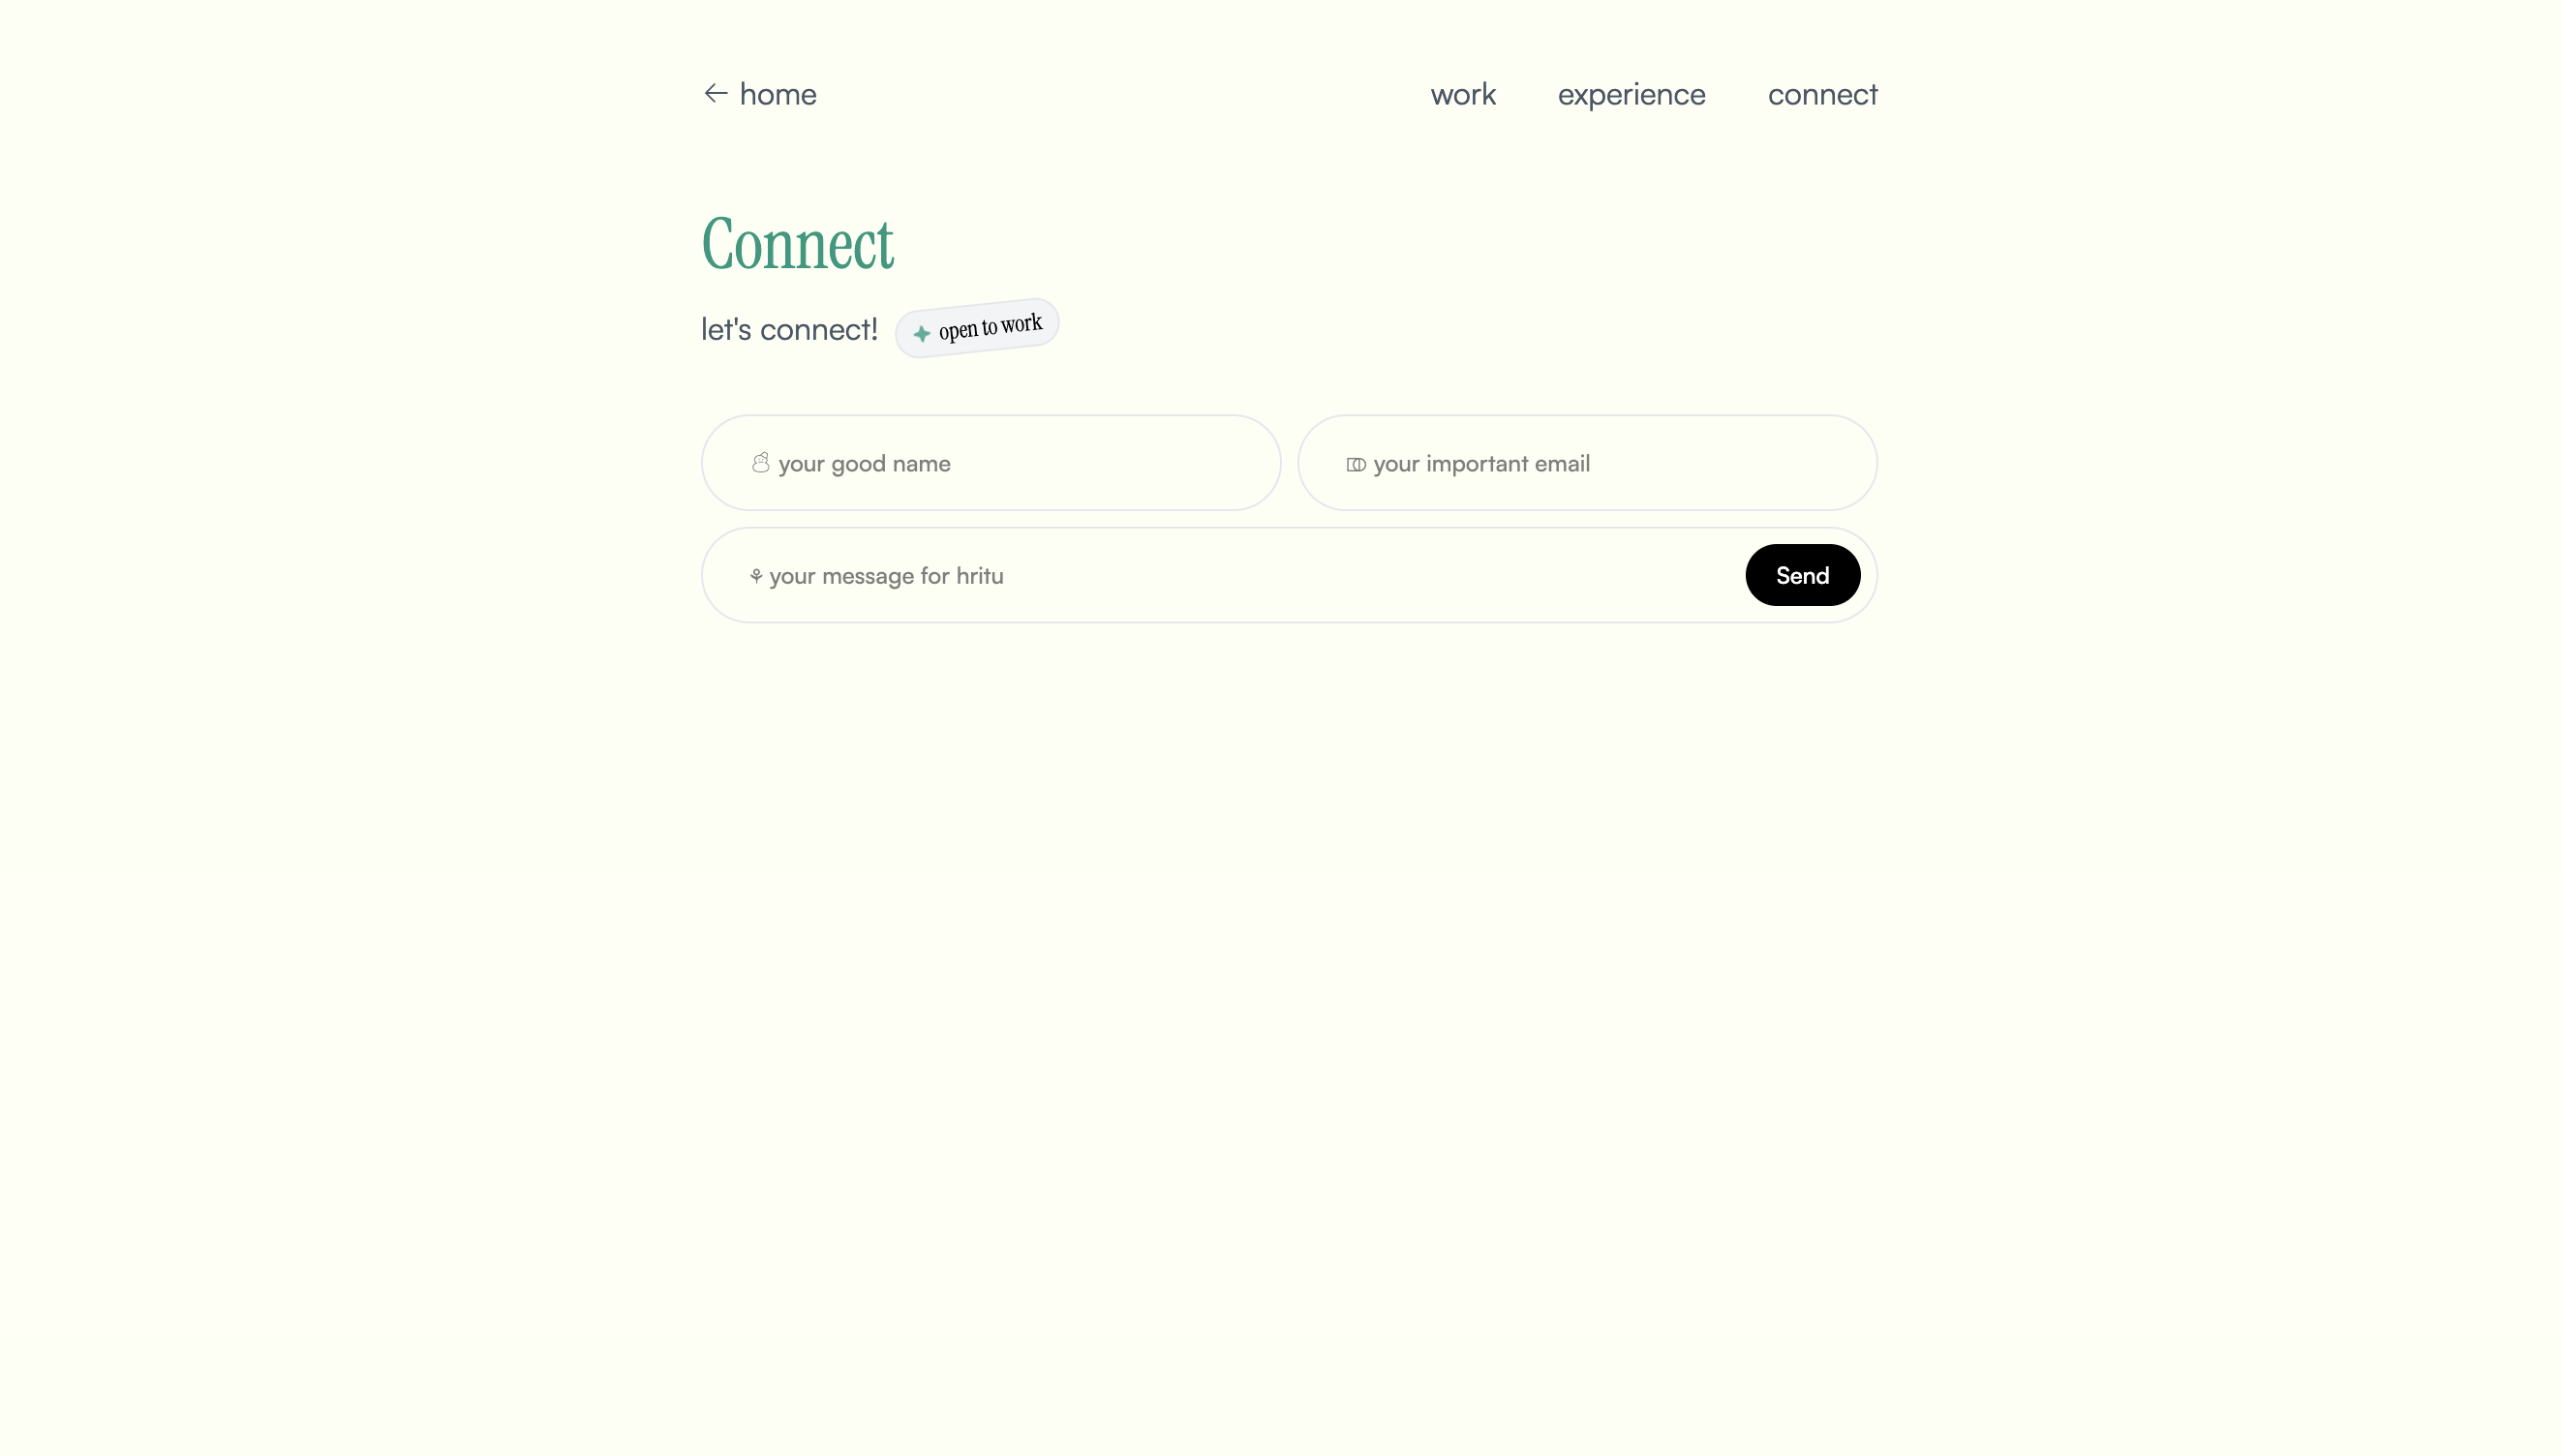 ← home work experience connect
Connect
let's connect! ✦ open to work
☃ your good name your important email
⚘ your message for hritu Send